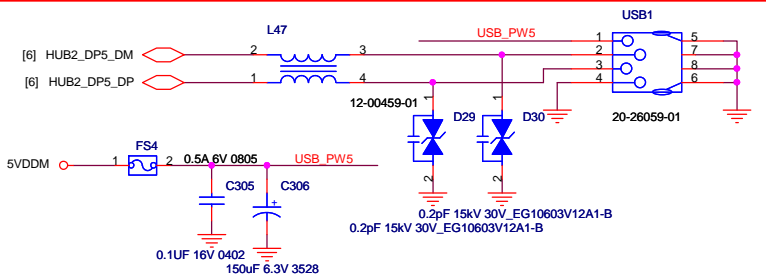 USB1
L47
USB_PW5
1 5
[6] HUB2_DP5_DM 2 3 2 7
3 8
[6] HUB2_DP5_DP 1 4 4 6
12-00459-01 1 1 20-26059-01
D29 D30
FS4
5VDDM 1 2 0.5A 6V 0805 USB_PW5
2 2
C305 C306
+
0.2pF 15kV 30V_EG10603V12A1-B
0.2pF 15kV 30V_EG10603V12A1-B
0.1UF 16V 0402
150uF 6.3V 3528